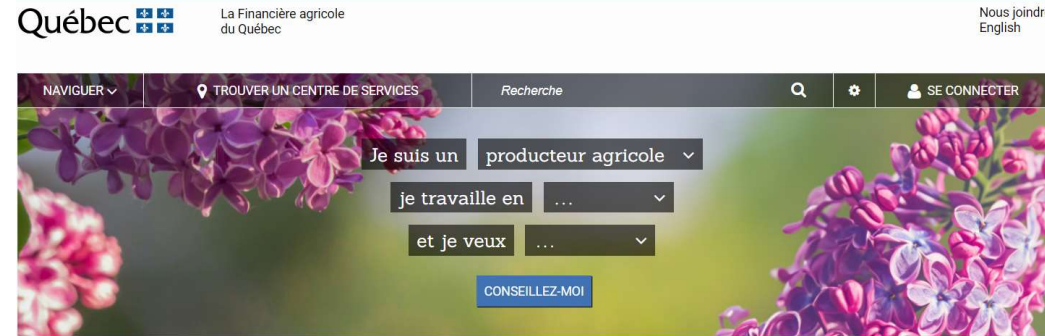 Québec
La Financière agricole
du Québec
Nous joindre
English
NAVIGUER
TROUVER UN CENTRE DE SERVICES
Recherche
SE CONNECTER
Je suis un producteur agricole
je travaille en ...
et je veux ...
CONSEILLEZ-MOI